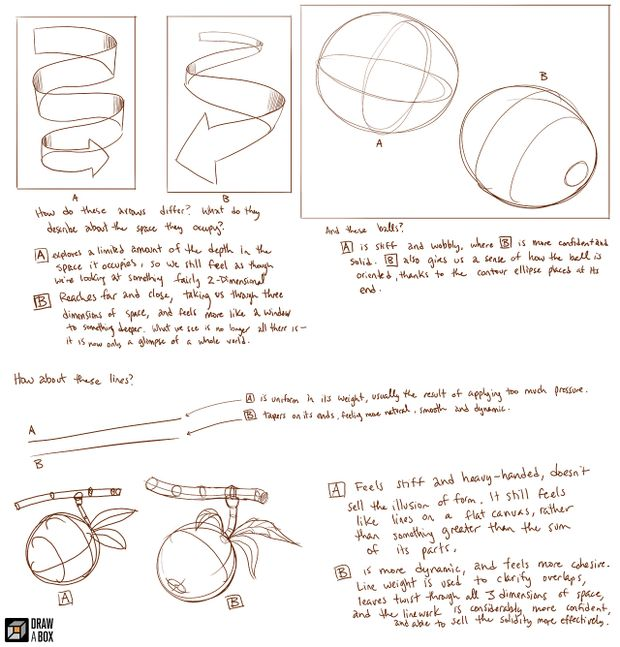 A
B
How do these arrows differ? What do they
describe about the space they occupy?
A explores a limited amount of the depth in the
space it occupies, so we still feel as though
we're looking at something fairly 2-Dimensional
B Reaches far and close, taking us through three
dimensions of space, and feels more like a window
to something deeper. What we see is no longer all there is—
it is now only a glimpse of a whole world.
A
B
And these balls?
A is stiff and wobbly, where B is more confident and
solid. B also gives us a sense of how the ball is
oriented, thanks to the contour ellipse placed at its
end.
How about these lines?
A
B
A is uniform in its weight, usually the result of applying too much pressure.
B tapers on its ends, feeling more natural, smooth and dynamic.
A
B
A Feels stiff and heavy-handed, doesn't
sell the illusion of form. It still feels
like lines on a flat canvas, rather
than something greater than the sum
of its parts.
B is more dynamic, and feels more cohesive.
Line weight is used to clarify overlaps,
leaves twist through all 3 dimensions of space,
and the linework is considerably more confident,
and able to sell the solidity more effectively.
DRAW
A BOX